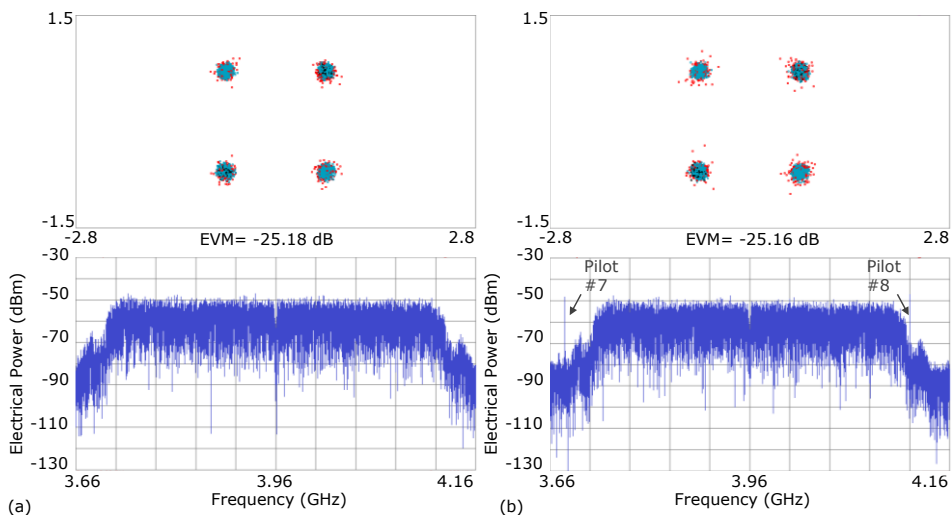 1.5
-1.5
-2.8
EVM= -25.18 dB
2.8
-30
-50
-70
-90
-110
-130
Electrical Power (dBm)
3.66
3.96
4.16
Frequency (GHz)
(a)
1.5
-1.5
-2.8
EVM= -25.16 dB
2.8
-30
-50
-70
-90
-110
-130
Electrical Power (dBm)
Pilot
#7
Pilot
#8
3.66
3.96
4.16
Frequency (GHz)
(b)